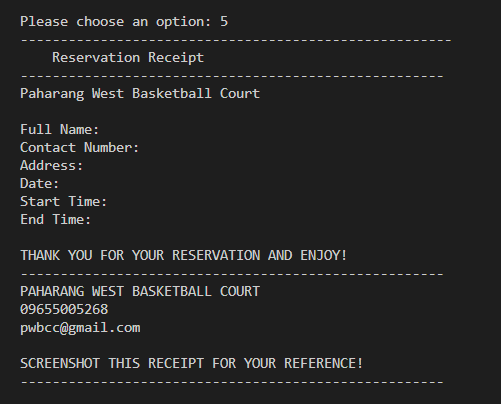 Please choose an option: 5
------------------------------------------------------
    Reservation Receipt
-----------------------------------------------------
Paharang West Basketball Court

Full Name:
Contact Number:
Address:
Date:
Start Time:
End Time:

THANK YOU FOR YOUR RESERVATION AND ENJOY!
-----------------------------------------------------
PAHARANG WEST BASKETBALL COURT
09655005268
pwbcc@gmail.com

SCREENSHOT THIS RECEIPT FOR YOUR REFERENCE!
-----------------------------------------------------